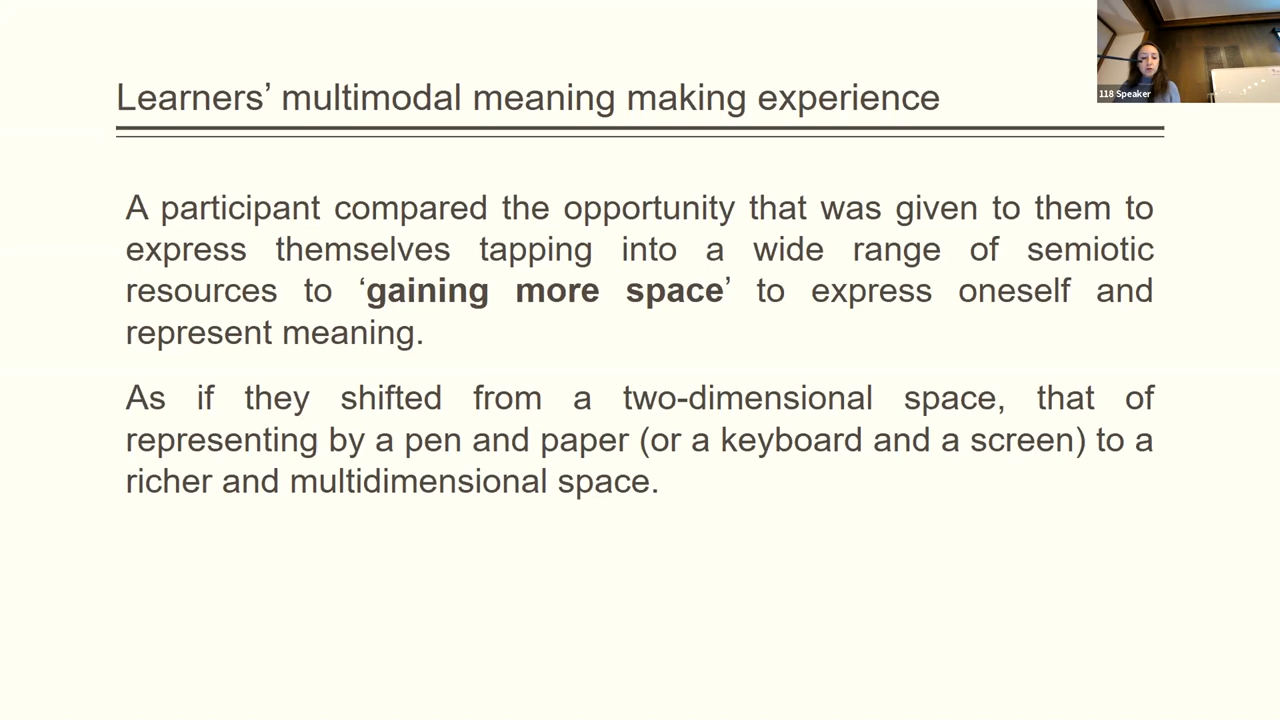 118 Speaker
Learners’ multimodal meaning making experience
A participant compared the opportunity that was given to them to
express themselves tapping into a wide range of semiotic
resources to ‘gaining more space’ to express oneself and
represent meaning.
As if they shifted from a two-dimensional space, that of
representing by a pen and paper (or a keyboard and a screen) to a
richer and multidimensional space.